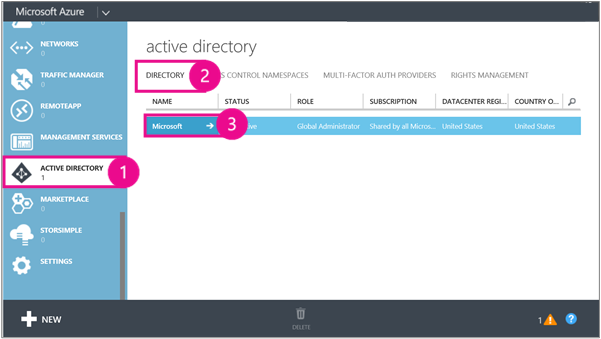 Microsoft Azure
NETWORKS
0
TRAFFIC MANAGER
0
REMOTEAPP
0
MANAGEMENT SERVICES
ACTIVE DIRECTORY
1
MARKETPLACE
0
STORSIMPLE
0
SETTINGS
1
active directory
DIRECTORY 2 S CONTROL NAMESPACES MULTI-FACTOR AUTH PROVIDERS RIGHTS MANAGEMENT
NAME STATUS ROLE SUBSCRIPTION DATACENTER REGI... COUNTRY O...
Microsoft → 3 ve Global Administrator Shared by all Micros... United States United States
NEW
DELETE
1 ?